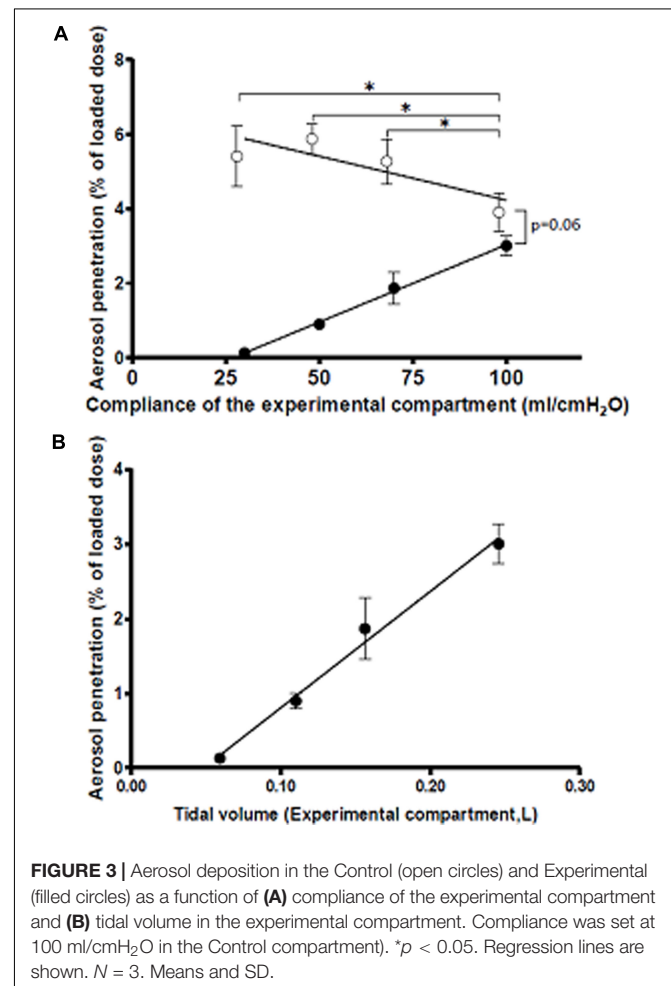 A
Aerosol penetration (% of loaded dose)
8
6
4
2
0
*
*
*
p=0.06
0 25 50 75 100
Compliance of the experimental compartment (ml/cmH₂O)
B
Aerosol penetration (% of loaded dose)
4
3
2
1
0
0.00 0.10 0.20 0.30
Tidal volume (Experimental compartment,L)
FIGURE 3 | Aerosol deposition in the Control (open circles) and Experimental
(filled circles) as a function of (A) compliance of the experimental compartment
and (B) tidal volume in the experimental compartment. Compliance was set at
100 ml/cmH₂O in the Control compartment). *p < 0.05. Regression lines are
shown. N = 3. Means and SD.